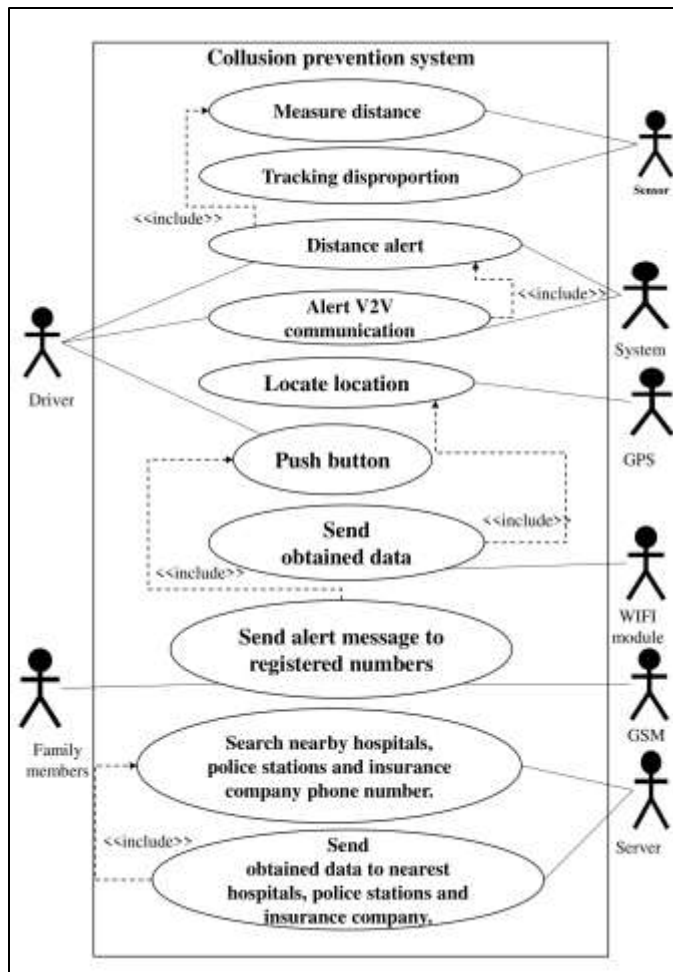 Collusion prevention system
Measure distance
Sensor
Tracking disproportion
<<include>>
Distance alert
<<include>>
Alert V2V
communication
System
Driver
Locate location
GPS
Push button
Send
obtained data
<<include>>
<<include>>
WIFI
module
Send alert message to
registered numbers
GSM
Family
members
Search nearby hospitals,
police stations and insurance
company phone number.
<<include>>
Server
Send
obtained data to nearest
hospitals, police stations and
insurance company.